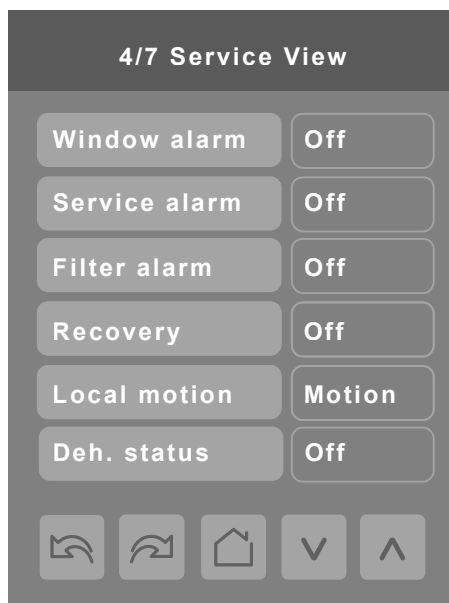 4/7 Service View
Window alarm Off
Service alarm Off
Filter alarm Off
Recovery Off
Local motion Motion
Deh. status Off